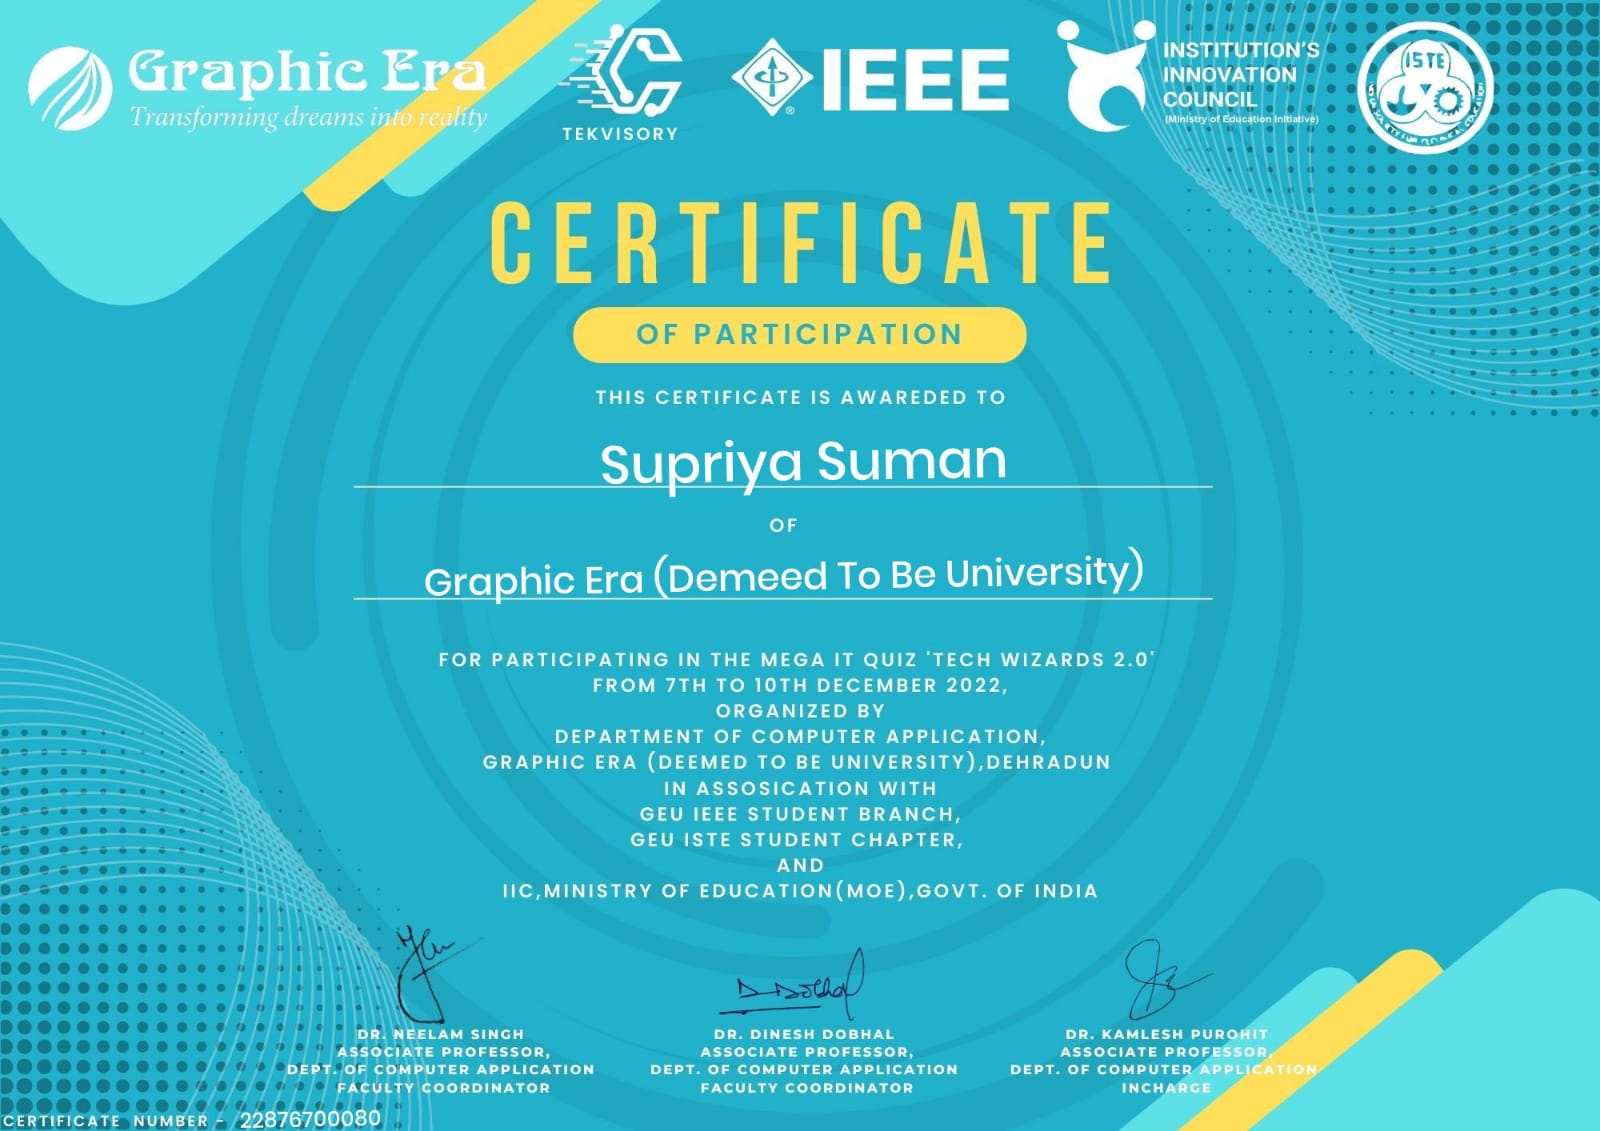 Graphic Era
Transforming dreams into reality
TEKVISORY
IEEE
®
INSTITUTION'S
INNOVATION
COUNCIL
(Ministry of Education Initiative)
ISTE
CERTIFICATE
OF PARTICIPATION
THIS CERTIFICATE IS AWAREDED TO
Supriya Suman
OF
Graphic Era (Demeed To Be University)
FOR PARTICIPATING IN THE MEGA IT QUIZ 'TECH WIZARDS 2.0'
FROM 7TH TO 10TH DECEMBER 2022,
ORGANIZED BY
DEPARTMENT OF COMPUTER APPLICATION,
GRAPHIC ERA (DEEMED TO BE UNIVERSITY),DEHRADUN
IN ASSOSICATION WITH
GEU IEEE STUDENT BRANCH,
GEU ISTE STUDENT CHAPTER,
AND
IIC,MINISTRY OF EDUCATION(MOE),GOVT. OF INDIA
D Dobhal
DR. NEELAM SINGH
ASSOCIATE PROFESSOR,
DEPT. OF COMPUTER APPLICATION
FACULTY COORDINATOR
DR. DINESH DOBHAL
ASSOCIATE PROFESSOR,
DEPT. OF COMPUTER APPLICATION
FACULTY COORDINATOR
DR. KAMLESH PUROHIT
ASSOCIATE PROFESSOR,
DEPT. OF COMPUTER APPLICATION
INCHARGE
CERTIFICATE NUMBER - 22876700080